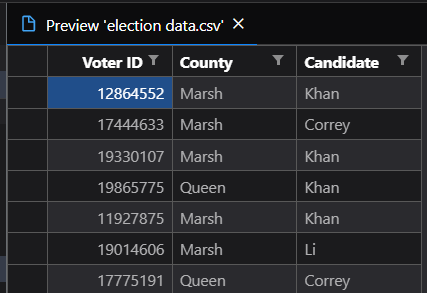 Preview 'election data.csv' ×
Voter ID County Candidate
12864552 Marsh Khan
17444633 Marsh Correy
19330107 Marsh Khan
19865775 Queen Khan
11927875 Marsh Khan
19014606 Marsh Li
17775191 Queen Correy